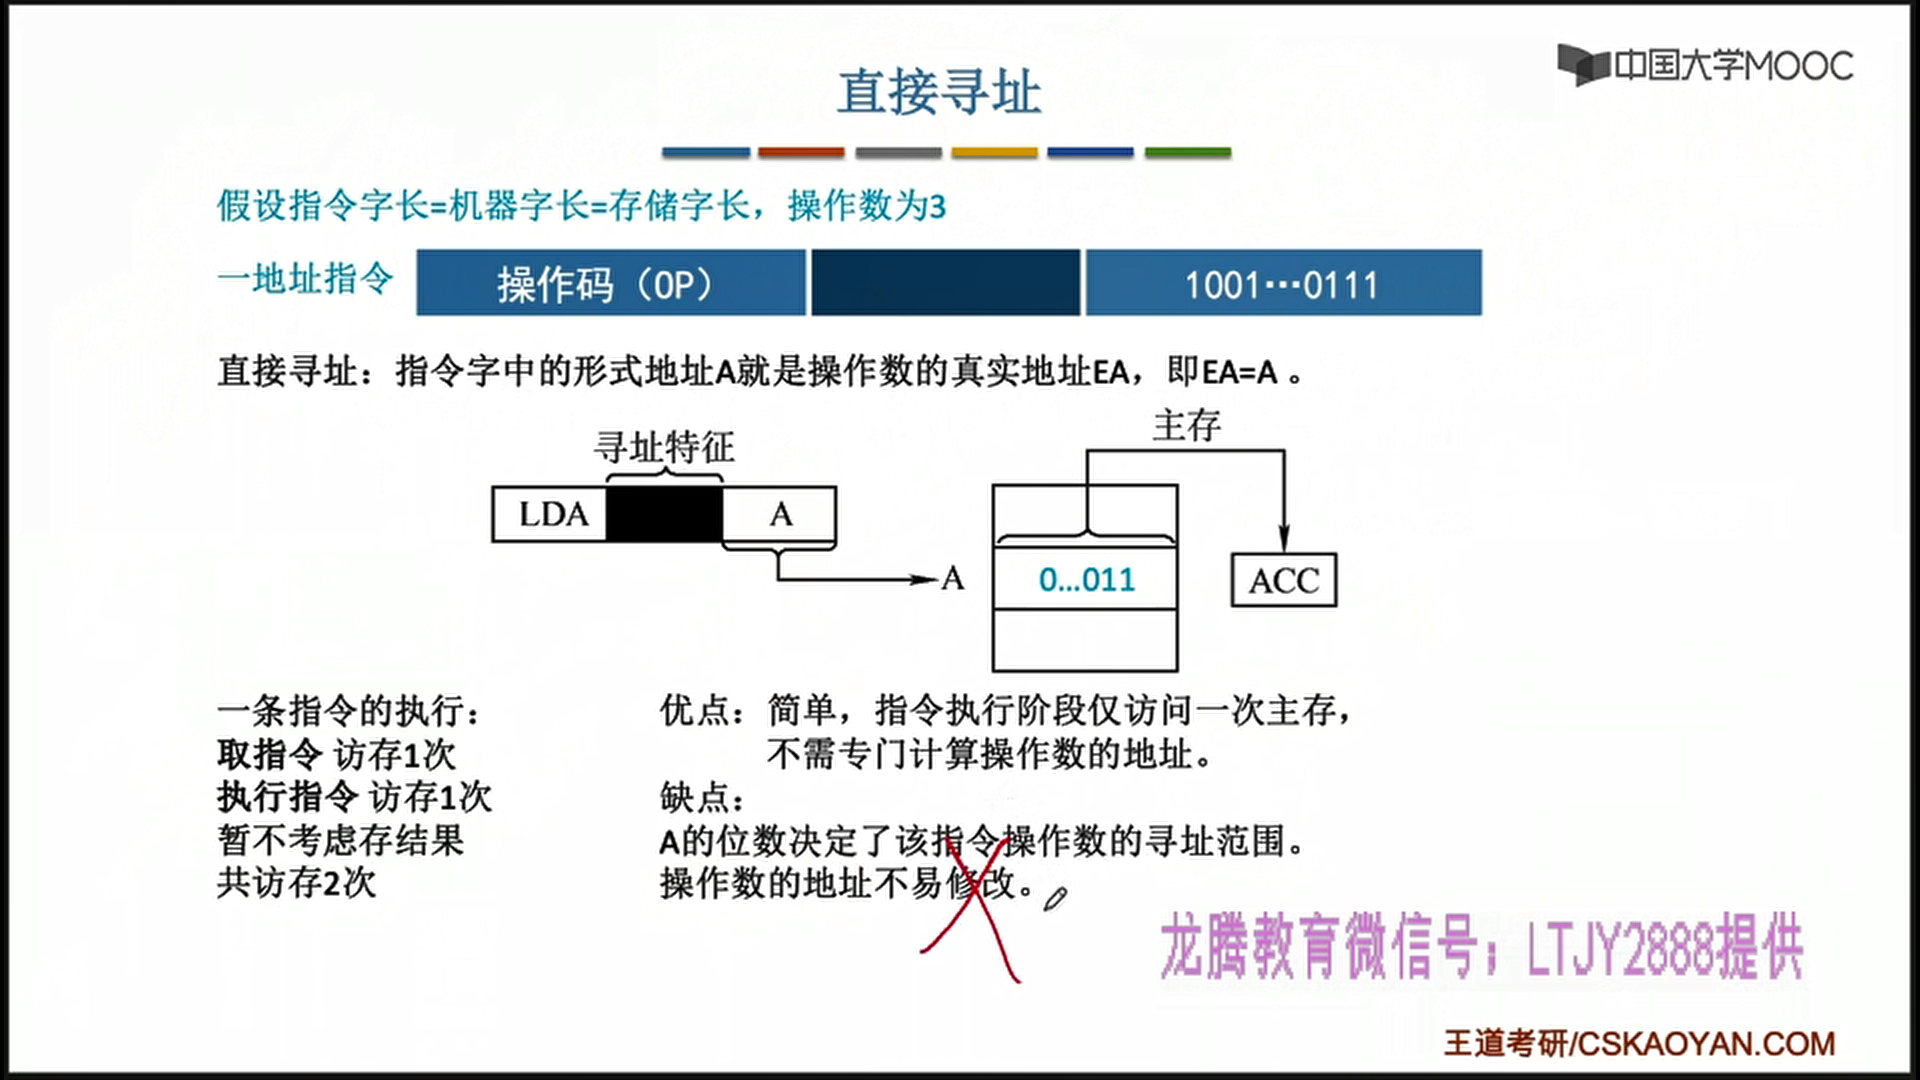 中国大学MOOC
直接寻址
假设指令字长=机器字长=存储字长，操作数为3
一地址指令 操作码（OP） 1001…0111
直接寻址：指令字中的形式地址A就是操作数的真实地址EA，即EA=A 。
主存
寻址特征
LDA A
A 0…011 ACC
一条指令的执行：
取指令 访存1次
执行指令 访存1次
暂不考虑存结果
共访存2次
优点：简单，指令执行阶段仅访问一次主存，
不需专门计算操作数的地址。
缺点：
A的位数决定了该指令操作数的寻址范围。
操作数的地址不易修改。
龙腾教育微信号；LTJY2888提供
王道考研/CSKAOYAN.COM